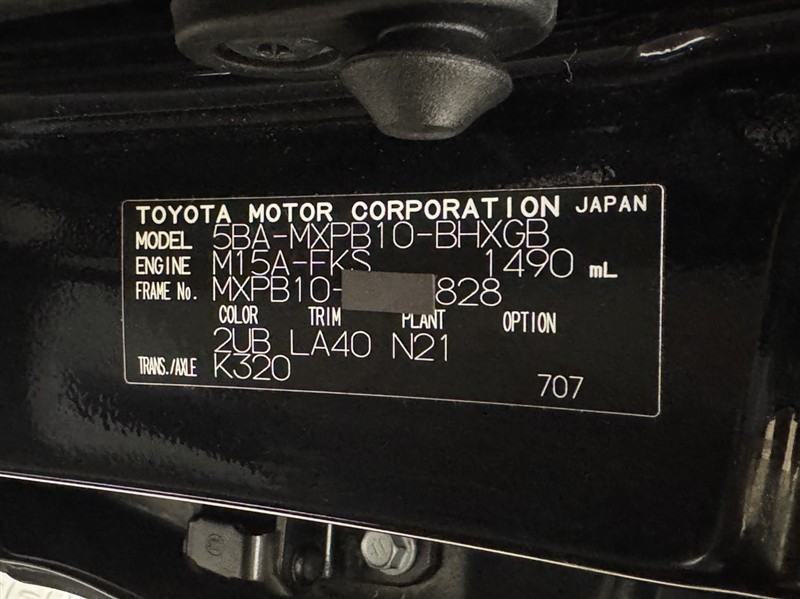 TOYOTA MOTOR CORPORATION JAPAN
MODEL 5BA-MXPB10-BHXGB
ENGINE M15A-FKS 1490 mL
FRAME No. MXPB10- 828
COLOR TRIM PLANT OPTION
2UB LA40 N21
TRANS./AXLE K320
707